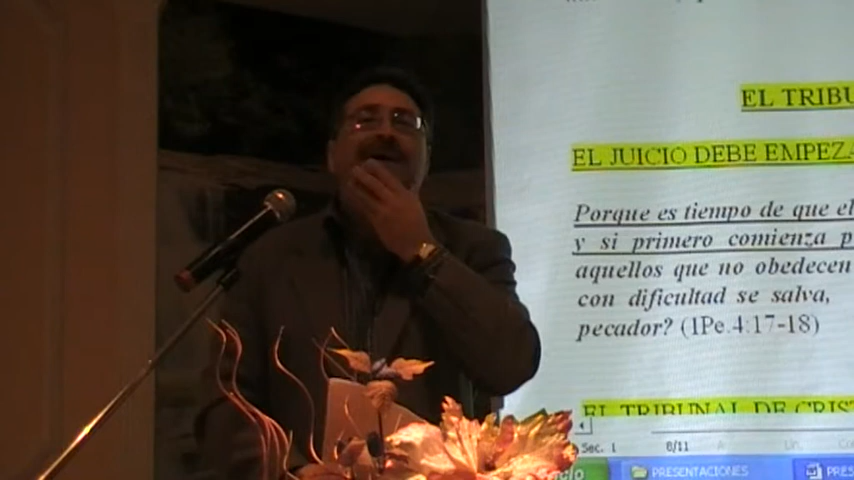 EL TRIBU
EL JUICIO DEBE EMPEZA
Porque es tiempo de que el
y si primero comienza p
aquellos que no obedecen
con dificultad se salva,
pecador? (1Pe.4:17-18)
EL TRIBUNAL DE CRIST
Sec. 1 8/11
PRESENTACIONES PRES